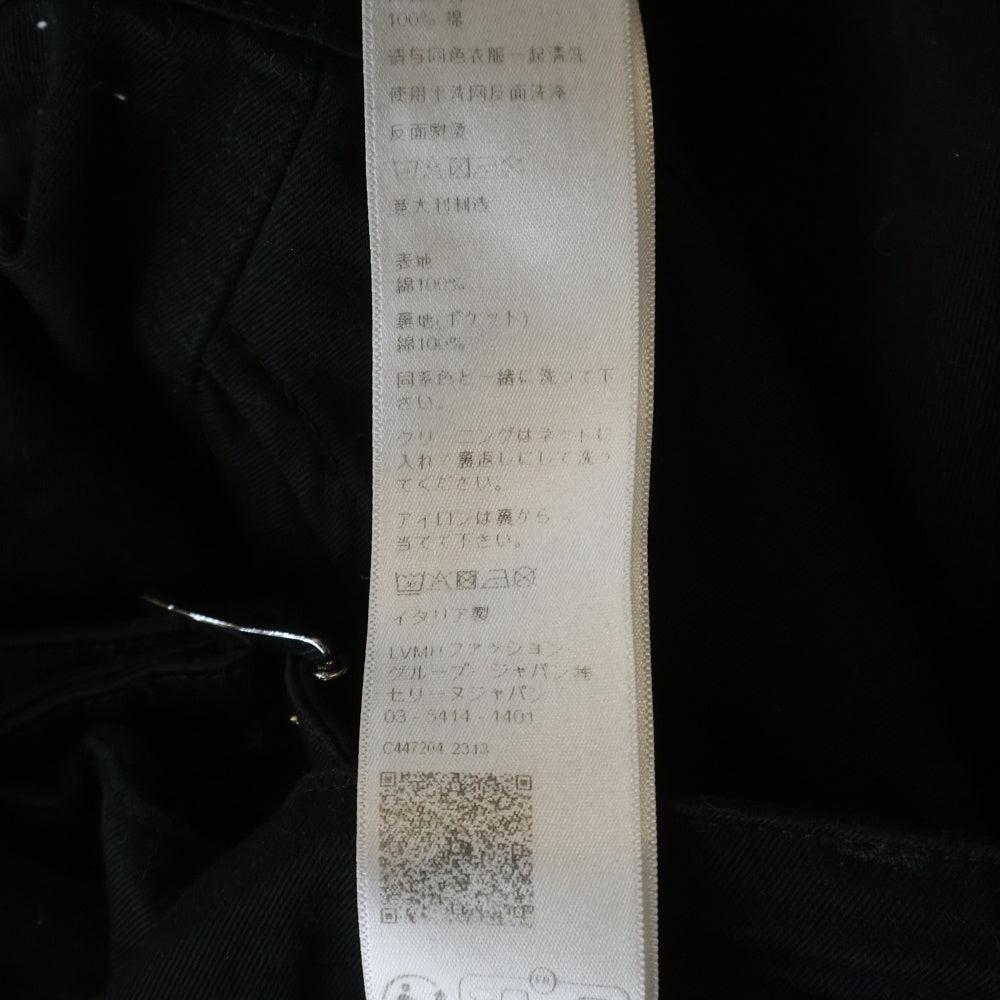 100% 棉
请与同色衣服一起清洗
使用干洗网反面洗涤
反面熨烫
意大利制造
表地
綿100%
裏地(ポケット)
綿100%
同系色と一緒に洗って下
さい。
クリーニングはネットに
入れて裏返しにして洗っ
てください。
アイロンは裏から
当てて下さい。
イタリア製
LVMHファッション・
グループ・ジャパン㈱
セリーヌジャパン
03-5414-1401
C447204 2313